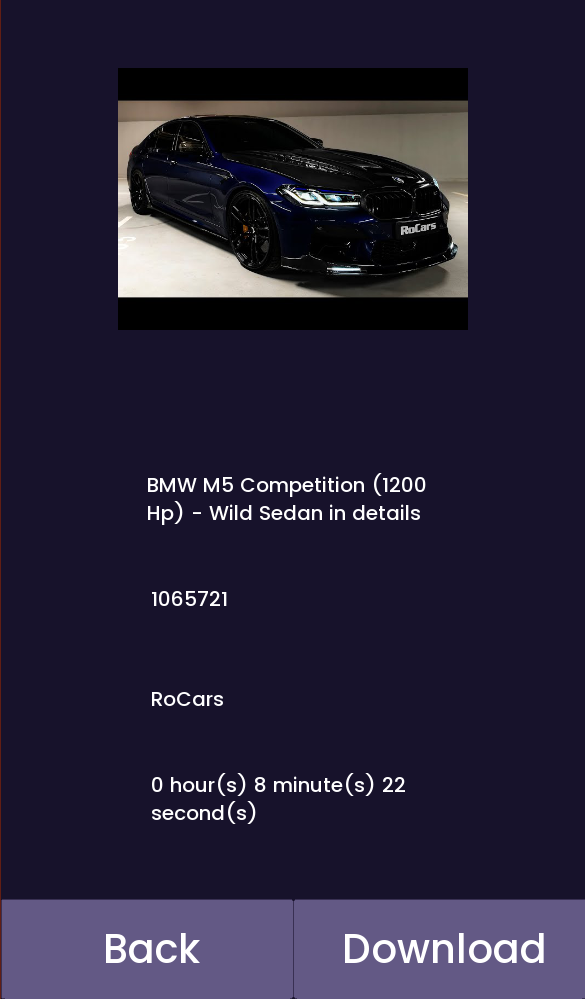 RoCars
BMW M5 Competition (1200
Hp) - Wild Sedan in details
1065721
RoCars
0 hour(s) 8 minute(s) 22
second(s)
Back
Download